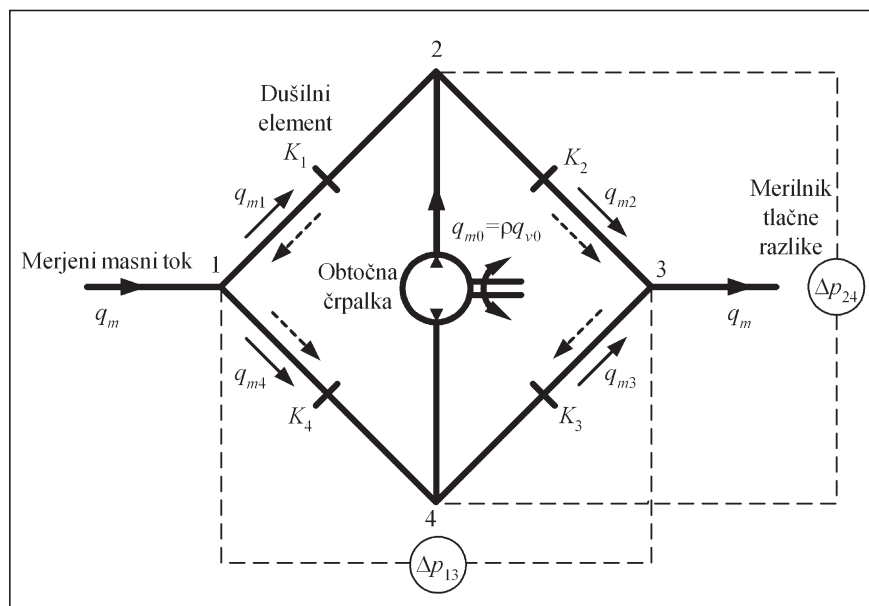 2
Dušilni
element
K1
K2
qm1
qm2
Merilnik
tlačne
razlike
qm0=ρqv0
Merjeni masni tok
1
Obtočna
črpalka
3
Δp24
qm
qm
qm4
qm3
K4
K3
4
Δp13